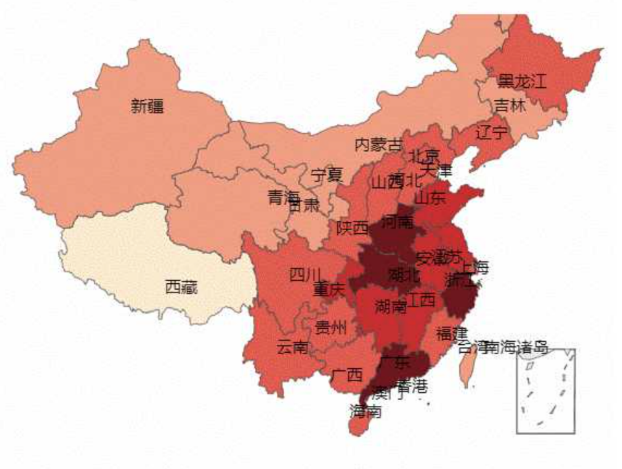 黑龙江
新疆
吉林
辽宁
内蒙古
北京
天津
宁夏
山西
河北
青海
甘肃
山东
陕西
河南
安徽
江苏
上海
四川
湖北
浙江
西藏
重庆
湖南
江西
贵州
福建
云南
台湾
南海诸岛
广东
广西
香港
澳门
海南